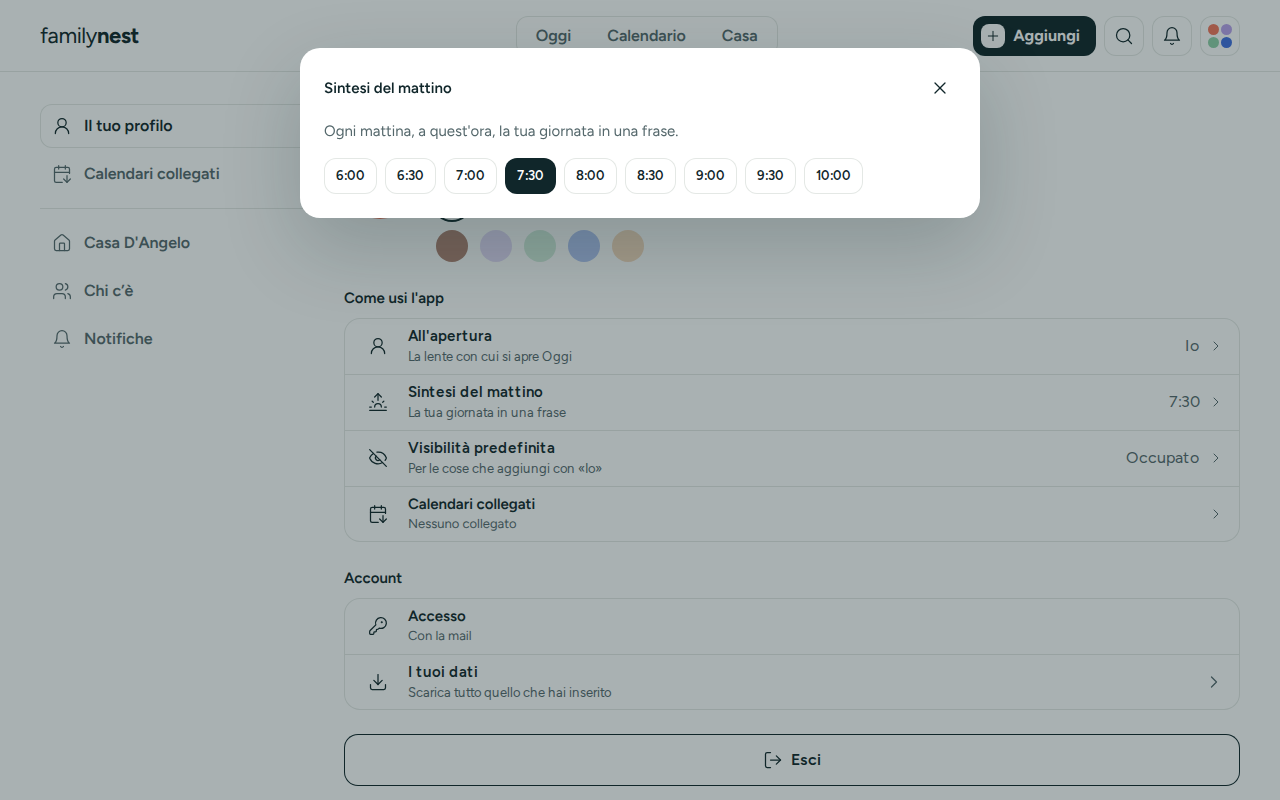 familynest
Oggi
Calendario
Casa
Aggiungi
Sintesi del mattino
Ogni mattina, a quest'ora, la tua giornata in una frase.
6:00
6:30
7:00
7:30
8:00
8:30
9:00
9:30
10:00
Il tuo profilo
Calendari collegati
Casa D'Angelo
Chi c’è
Notifiche
Come usi l'app
All'apertura
La lente con cui si apre Oggi
Io
Sintesi del mattino
La tua giornata in una frase
7:30
Visibilità predefinita
Per le cose che aggiungi con «Io»
Occupato
Calendari collegati
Nessuno collegato
Account
Accesso
Con la mail
I tuoi dati
Scarica tutto quello che hai inserito
Esci